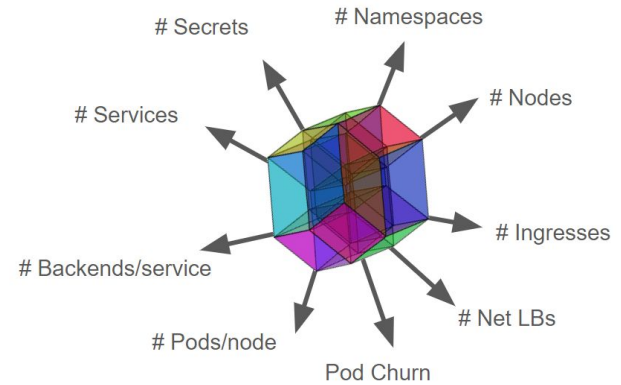 # Namespaces
# Secrets
# Nodes
# Services
# Ingresses
# Backends/service
# Net LBs
# Pods/node
Pod Churn